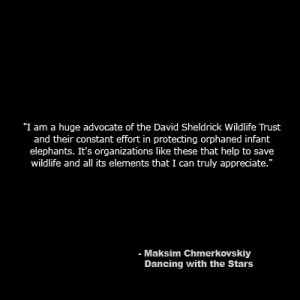 "I am a huge advocate of the David Sheldrick Wildlife Trust
and their constant effort in protecting orphaned infant
elephants. It's organizations like these that help to save
wildlife and all its elements that I can truly appreciate."
- Maksim Chmerkovskiy
Dancing with the Stars